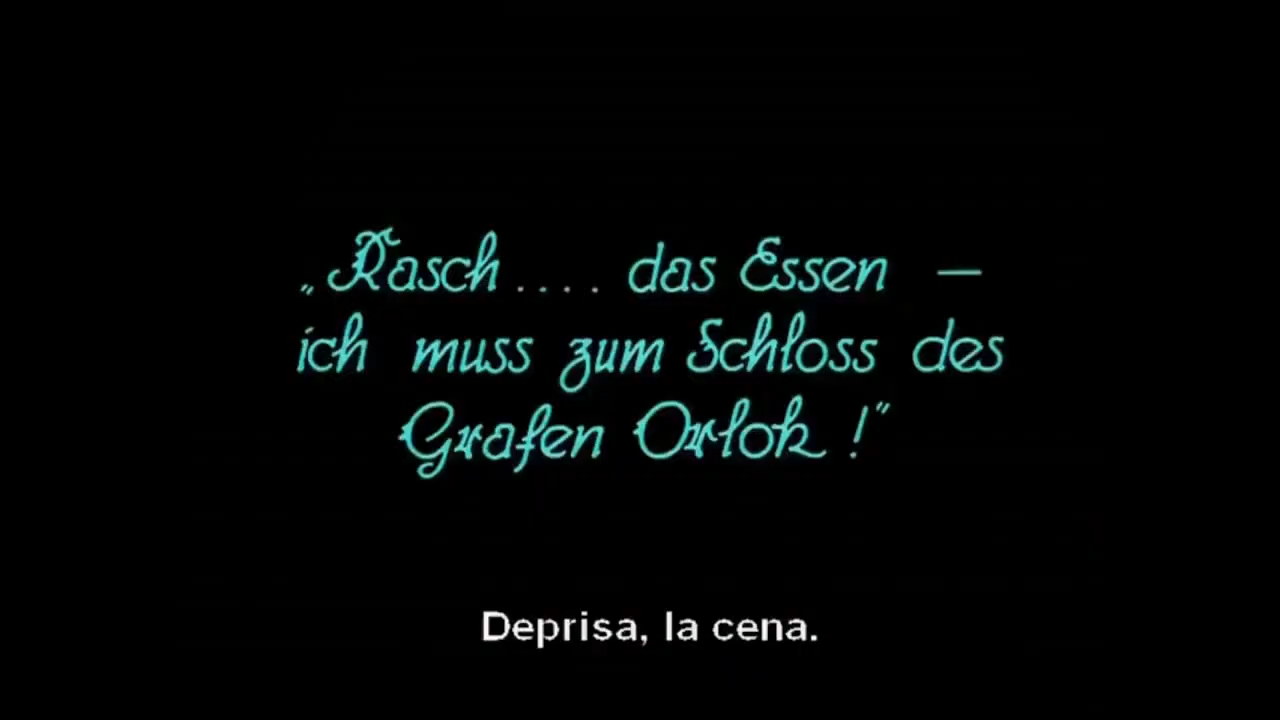 „Rasch .... das Essen —
ich muss zum Schloss des
Grafen Orlok !”
Deprisa, la cena.